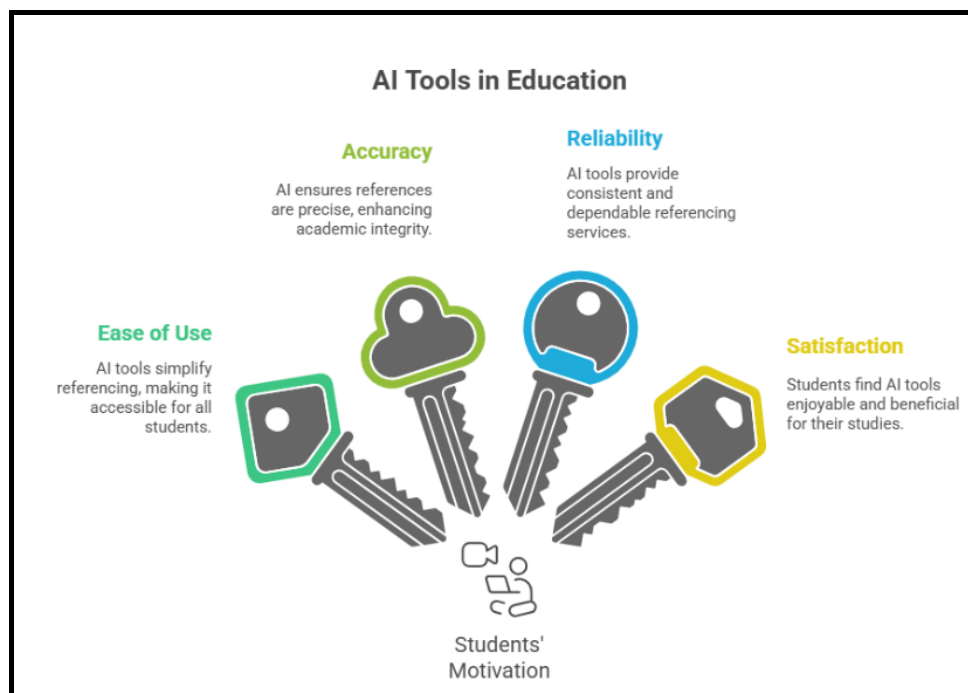 AI Tools in Education
Accuracy
AI ensures references
are precise, enhancing
academic integrity.
Reliability
AI tools provide
consistent and
dependable referencing
services.
Ease of Use
AI tools simplify
referencing, making it
accessible for all
students.
Satisfaction
Students find AI tools
enjoyable and beneficial
for their studies.
Students'
Motivation